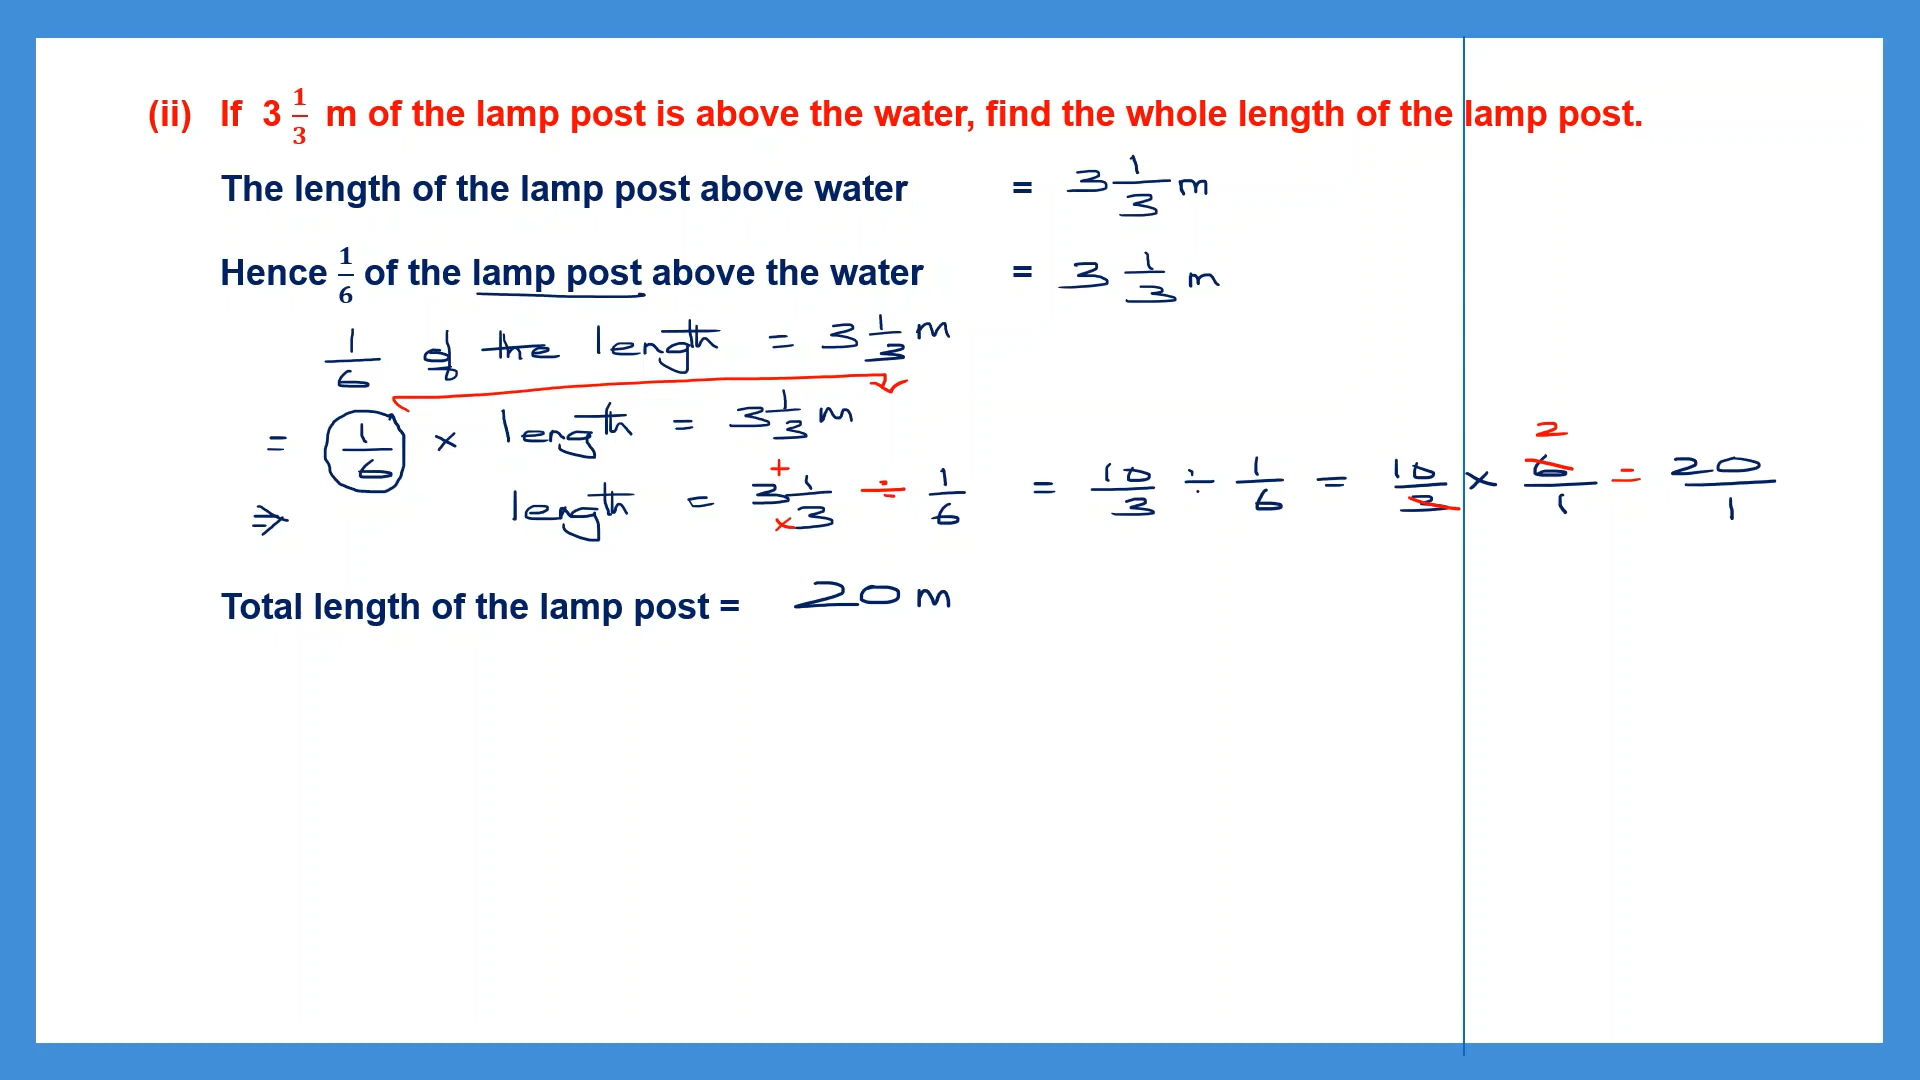 (ii) If 3 1/3 m of the lamp post is above the water, find the whole length of the lamp post.
The length of the lamp post above water = 3 1/3 m
Hence 1/6 of the lamp post above the water = 3 1/3 m
1/6 of the length = 3 1/3 m
= 1/6 × length = 3 1/3 m
⇒ length = 3 1/3 ÷ 1/6 = 10/3 ÷ 1/6 = 10/3 × 6/1 = 20/1
+ × 2
Total length of the lamp post = 20 m